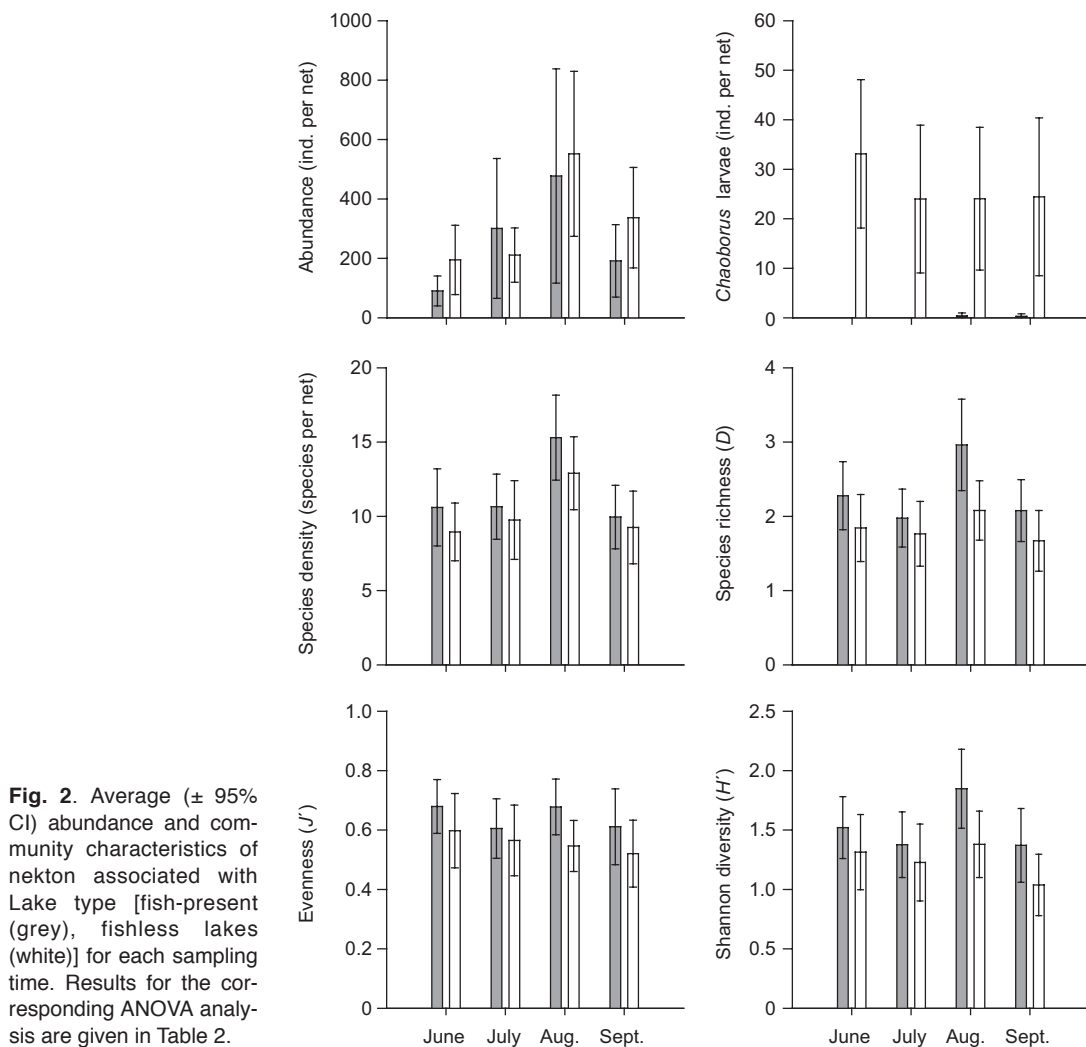 1000
800
600
400
200
0
Abundance (ind. per net)
60
50
40
30
20
10
0
Chaoborus larvae (ind. per net)
20
15
10
5
0
Species density (species per net)
4
3
2
1
0
Species richness (D)
1.0
0.8
0.6
0.4
0.2
0
Evenness (J´)
June July Aug. Sept.
2.5
2.0
1.5
1.0
0.5
0
Shannon diversity (H´)
June July Aug. Sept.
Fig. 2. Average (± 95%
CI) abundance and com-
munity characteristics of
nekton associated with
Lake type [fish-present
(grey), fishless lakes
(white)] for each sampling
time. Results for the cor-
responding ANOVA analy-
sis are given in Table 2.